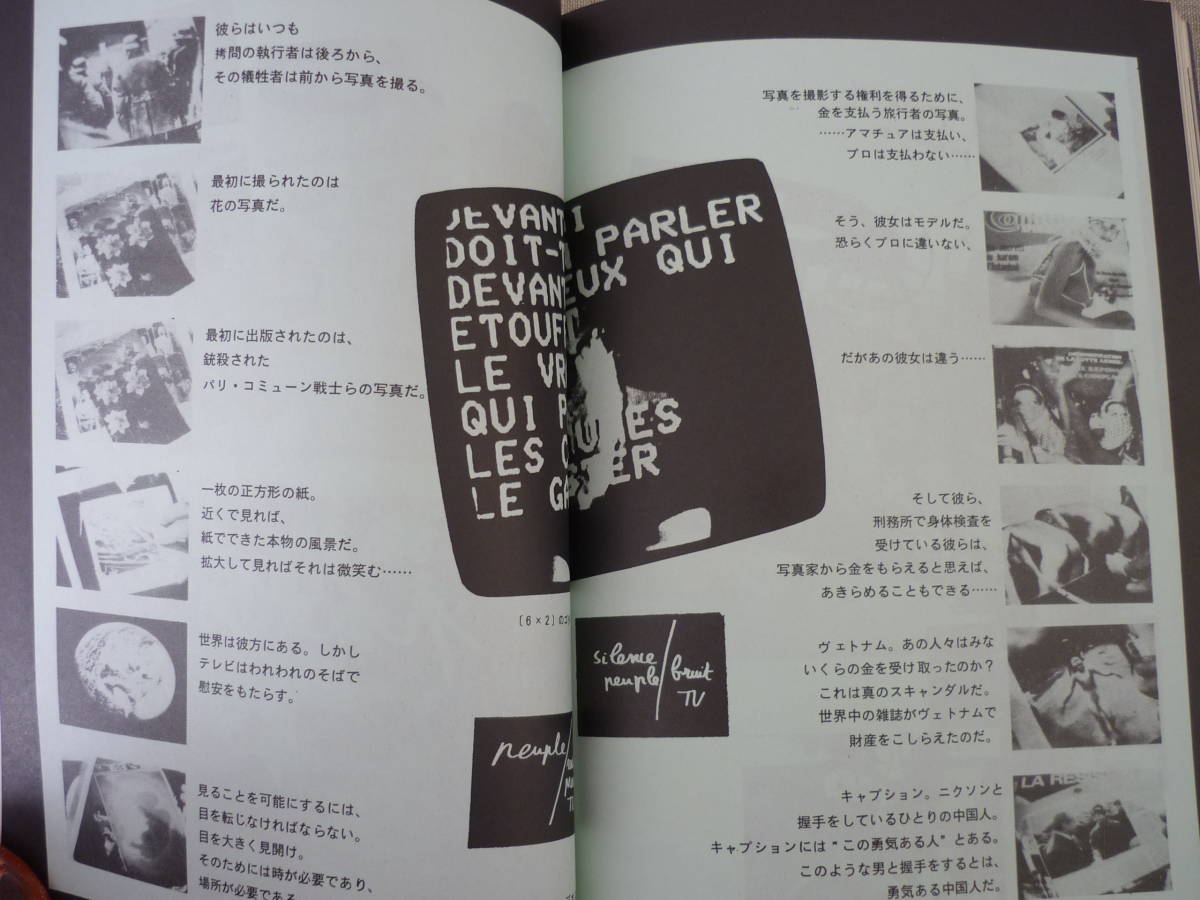 彼らはいつも
拷問の執行者は後ろから、
その犠牲者は前から写真を撮る。
最初に撮られたのは
花の写真だ。
最初に出版されたのは、
銃殺された
パリ・コミューン戦士らの写真だ。
一枚の正方形の紙。
近くで見れば、
紙でできた本物の風景だ。
拡大して見ればそれは微笑む……
世界は彼方にある。しかし
テレビはわれわれのそばで
慰安をもたらす。
見ることを可能にするには、
目を転じなければならない。
目を大きく見開け。
そのためには時が必要であり、
場所が必要である
DEVANT
DOIT-
PARLER
DEVAN
EUX QUI
ETOUF
LE VR
QUI P
LES
LE GA
[6×2]の
peuple/
silence
peuple/bruit
TV
写真を撮影する権利を得るために、
金を支払う旅行者の写真。
……アマチュアは支払い、
プロは支払わない……
そう、彼女はモデルだ。
恐らくプロに違いない、
だがあの彼女は違う……
そして彼ら、
刑務所で身体検査を
受けている彼らは、
写真家から金をもらえると思えば、
あきらめることもできる……
ヴェトナム。あの人々はみな
いくらの金を受け取ったのか?
これは真のスキャンダルだ。
世界中の雑誌がヴェトナムで
財産をこしらえたのだ。
LA RES
キャプション。ニクソンと
握手をしているひとりの中国人。
キャプションには“この勇気ある人”とある。
このような男と握手をするとは、
勇気ある中国人だ。